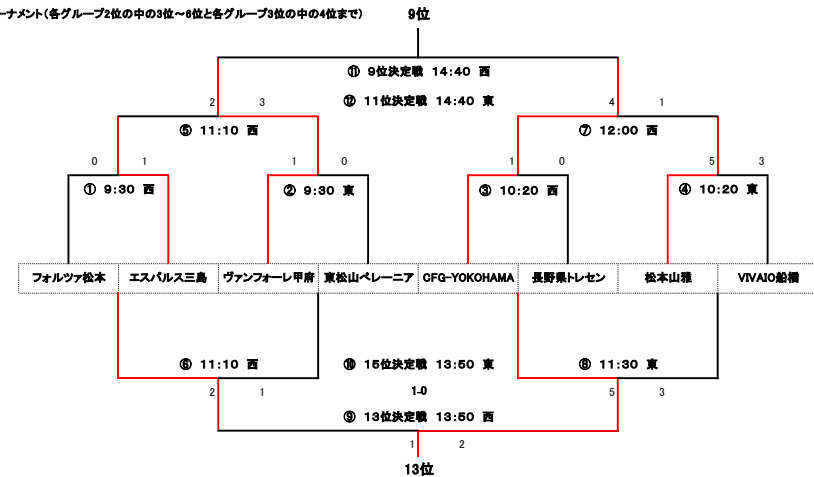 ーナメント(各グループ2位の中の3位～6位と各グループ3位の中の4位まで)
9位
⑪ 9位決定戦 14:40 西
2 3 ⑫ 11位決定戦 14:40 東 4 1
⑤ 11:10 西 ⑦ 12:00 西
0 1 1 0 1 0 5 3
① 9:30 西 ② 9:30 東 ③ 10:20 西 ④ 10:20 東
フォルツァ松本 エスパルス三島 ヴァンフォーレ甲府 東松山ペレーニア CFG-YOKOHAMA 長野県トレセン 松本山雅 VIVAIO船橋
⑥ 11:10 西 ⑩ 15位決定戦 13:50 東 ⑧ 11:30 東
2 1 1-0 5 3
⑨ 13位決定戦 13:50 西
1 2
13位